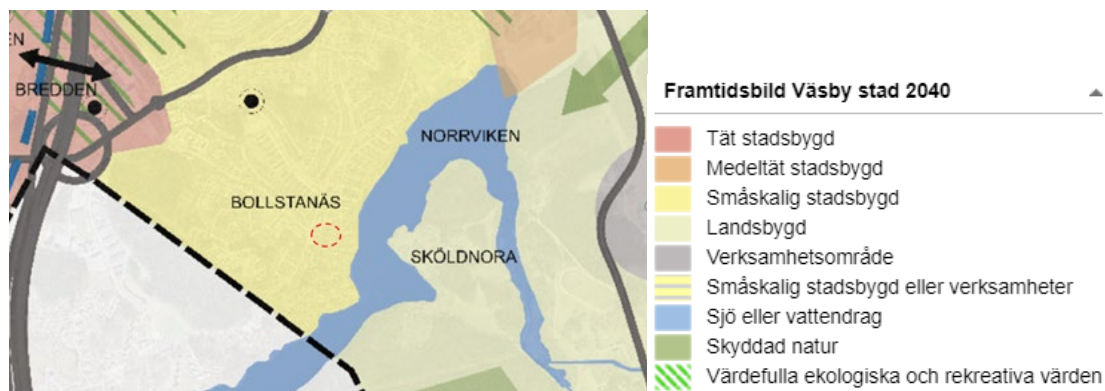 EN
BREDDEN
NORRVIKEN
BOLLSTANÄS
SKÖLDNORA
Framtidsbild Väsby stad 2040
Tät stadsbygd
Medeltät stadsbygd
Småskalig stadsbygd
Landsbygd
Verksamhetsområde
Småskalig stadsbygd eller verksamheter
Sjö eller vattendrag
Skyddad natur
Värdefulla ekologiska och rekreativa värden